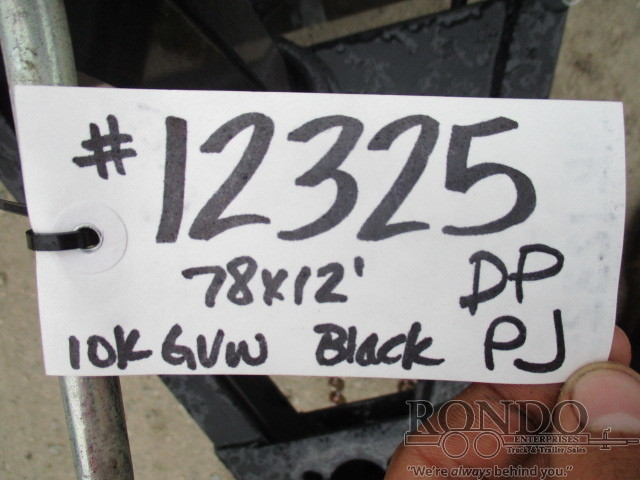 #12325
78x12' DP
10K GVW Black PJ
RONDO
ENTERPRISES
Truck & Trailer Sales
"We're always behind you."